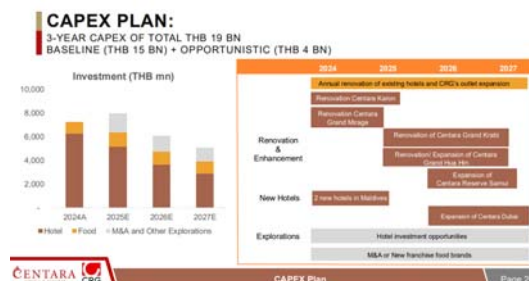 CAPEX PLAN:
3-YEAR CAPEX OF TOTAL THB 19 BN
BASELINE (THB 15 BN) + OPPORTUNISTIC (THB 4 BN)
Investment (THB mn)
10,000
8,000
6,000
4,000
2,000
-
2024A
2025E
2026E
2027E
Hotel
Food
M&A and Other Explorations
2024
2025
2026
2027
Annual renovation of existing hotels and CRG's outlet expansion
Renovation Centara Karon
Renovation Centara
Grand Mirage
Renovation
&
Enhancement
Renovation of Centara Grand Krabi
Renovation/ Expansion of Centara
Grand Hua Hin
Expansion of
Centara Reserve Samui
New Hotels
2 new hotels in Maldives
Expansion of Centara Dubai
Explorations
Hotel investment opportunities
M&A or New franchise food brands
CENTARA
CRG
CAPEX Plan
Page 2